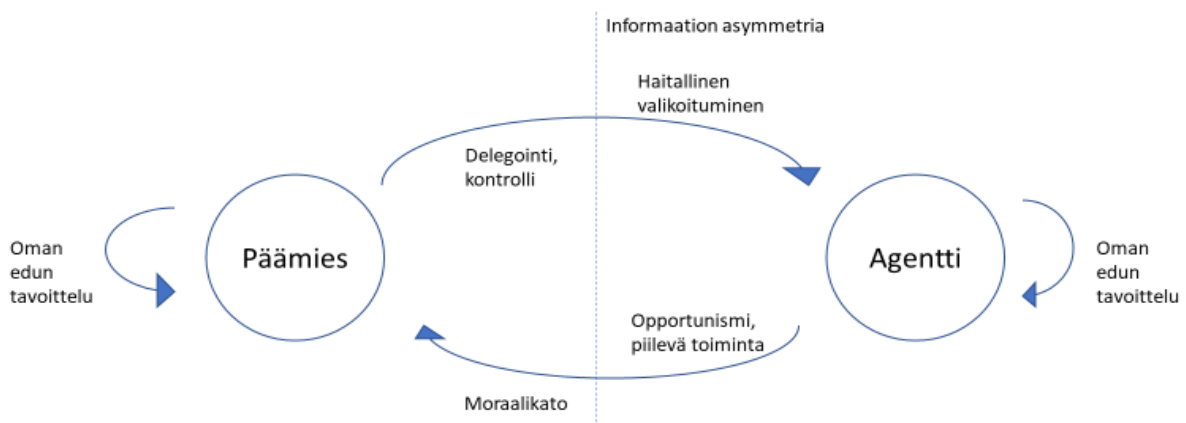 Informaation asymmetria
Haitallinen
valikoituminen
Delegointi,
kontrolli
Oman
edun
tavoittelu
Päämies
Agentti
Oman
edun
tavoittelu
Opportunismi,
piilevä toiminta
Moraalikato